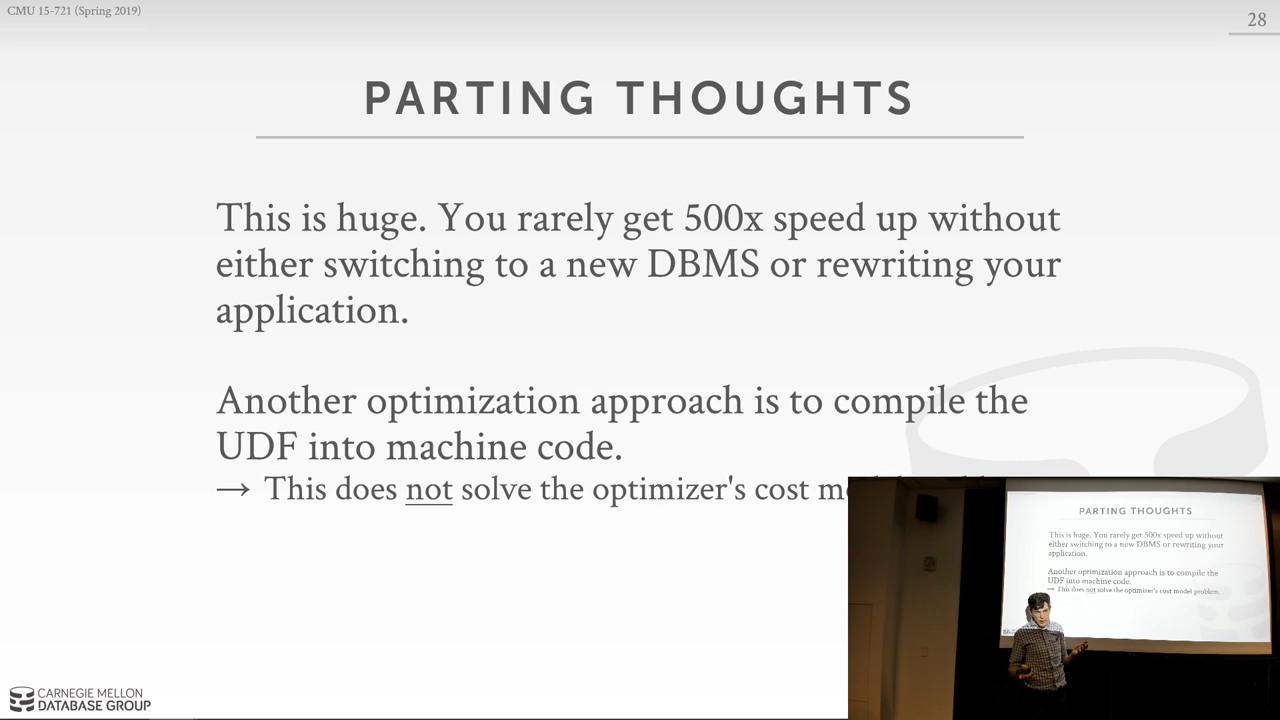 CMU 15-721 (Spring 2019)
28
PARTING THOUGHTS
This is huge. You rarely get 500x speed up without
either switching to a new DBMS or rewriting your
application.
Another optimization approach is to compile the
UDF into machine code.
→ This does not solve the optimizer's cost
CARNEGIE MELLON
DATABASE GROUP
PARTING THOUGHTS
This is huge. You rarely get 500x speed up without
either switching to a new DBMS or rewriting your
application.
Another optimization approach is to compile the
UDF into machine code.
→ This does not solve the optimizer's cost model problem.